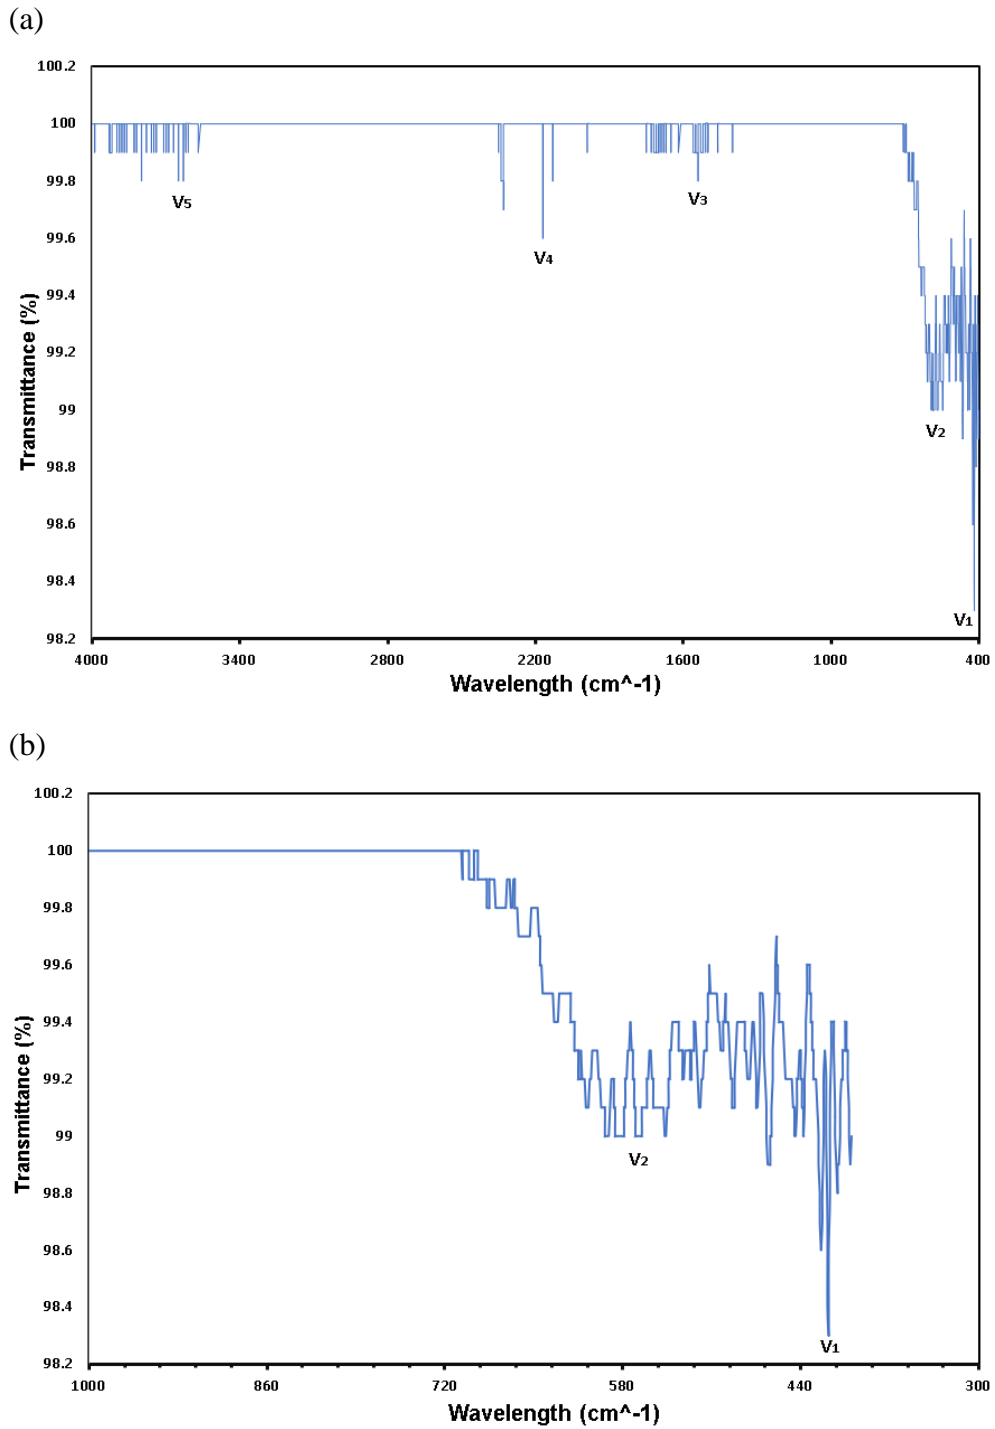 (a)
100.2
100
99.8
99.6
99.4
99.2
99
98.8
98.6
98.4
98.2
Transmittance (%)
V5
V4
V3
V2
V1
4000 3400 2800 2200 1600 1000 400
Wavelength (cm^-1)
(b)
100.2
100
99.8
99.6
99.4
99.2
99
98.8
98.6
98.4
98.2
Transmittance (%)
V2
V1
1000 860 720 580 440 300
Wavelength (cm^-1)